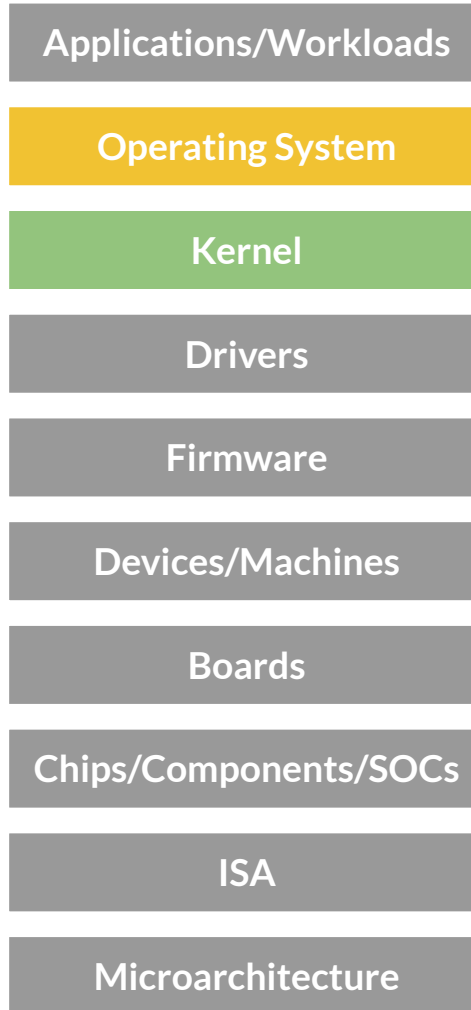 Applications/Workloads
Operating System
Kernel
Drivers
Firmware
Devices/Machines
Boards
Chips/Components/SOCs
ISA
Microarchitecture